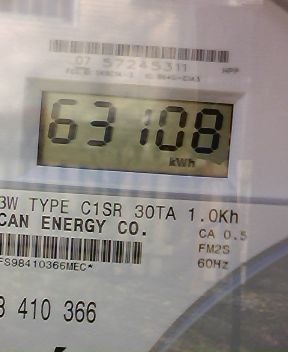 07 57245311
63108
kWh
3W TYPE C1SR 30TA 1.0Kh
CAN ENERGY CO.
CA 0.5
FM2S
60Hz
FS98410366MEC*
410 366